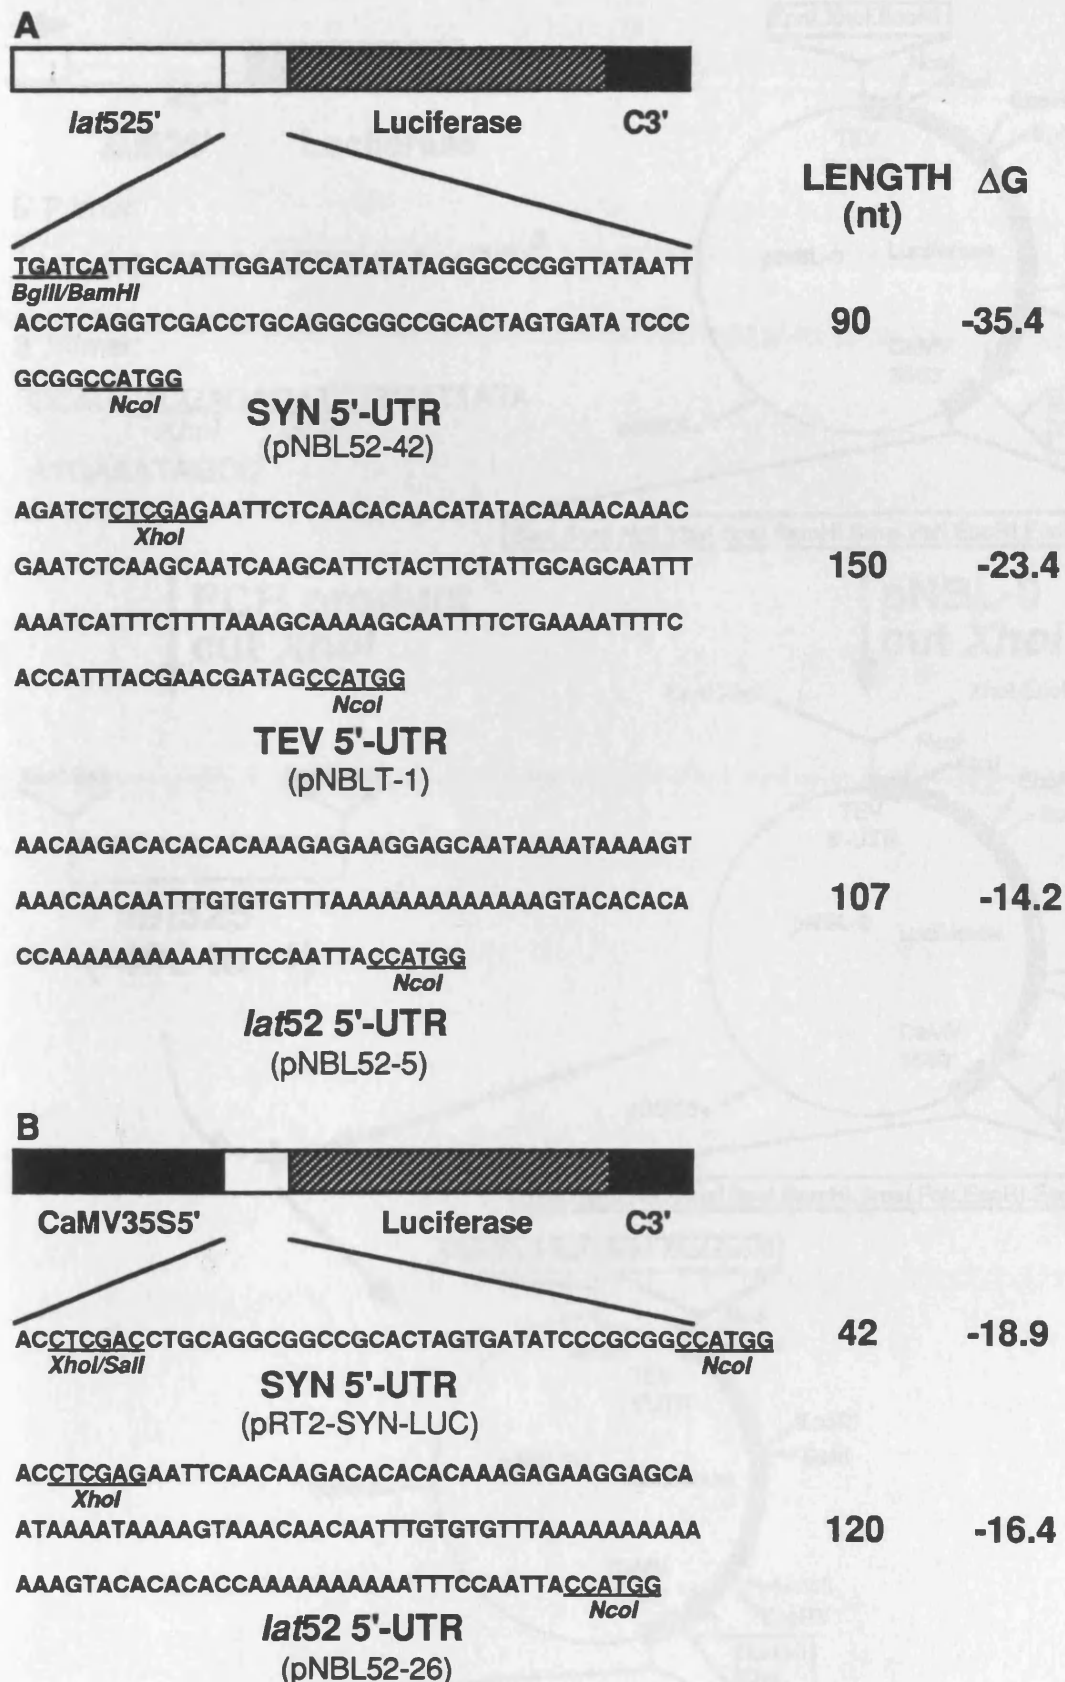 A
lat525' Luciferase C3'
LENGTH ΔG
(nt)
TGATCATTGCAATTGGATCCATATATAGGGCCCGGTTATAATT
BglII/BamHI
ACCTCAGGTCGACCTGCAGGCGGCCGCACTAGTGATA TCCC 90 -35.4
GCGGCCATGG
NcoI
SYN 5'-UTR
(pNBL52-42)
AGATCTCTCGAGAATTCTCAACACAACATATACAAAACAAAC
XhoI
GAATCTCAAGCAATCAAGCATTCTACTTCTATTGCAGCAATTT 150 -23.4
AAATCATTTCTTTTAAAGCAAAAGCAATTTTCTGAAAATTTTC
ACCATTTACGAACGATAGCCATGG
NcoI
TEV 5'-UTR
(pNBLT-1)
AACAAGACACACACAAAGAGAAGGAGCAATAAAATAAAAGT
AAACAACAATTTGTGTGTTTAAAAAAAAAAAAAGTACACACA 107 -14.2
CCAAAAAAAAAATTTCCAATTACCATGG
NcoI
lat52 5'-UTR
(pNBL52-5)
B
CaMV35S5' Luciferase C3'
ACCTCGACCTGCAGGCGGCCGCACTAGTGATATCCCGCGGCCATGG 42 -18.9
XhoI/SalI NcoI
SYN 5'-UTR
(pRT2-SYN-LUC)
ACCTCGAGAATTCAACAAGACACACACAAAGAGAAGGAGCA
XhoI
ATAAAATAAAAGTAAACAACAATTTGTGTGTTTAAAAAAAAAA 120 -16.4
AAAGTACACACACCAAAAAAAAAATTTCCAATTACCATGG
NcoI
lat52 5'-UTR
(pNBL52-26)